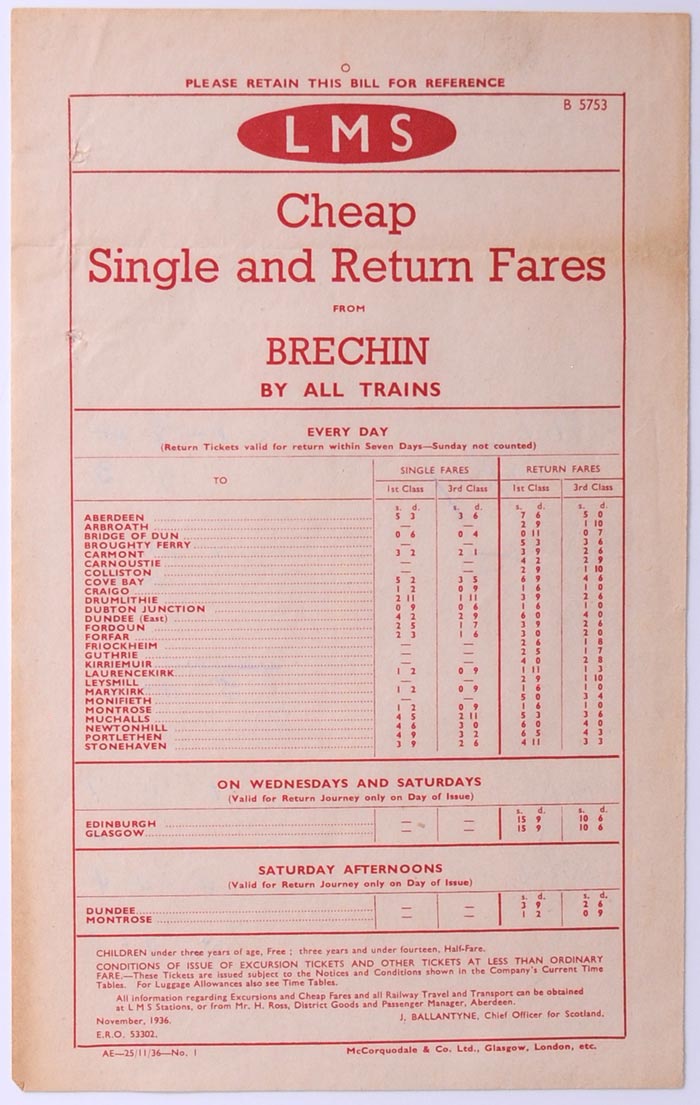 PLEASE RETAIN THIS BILL FOR REFERENCE
B 5753
LMS
Cheap
Single and Return Fares
FROM
BRECHIN
BY ALL TRAINS
EVERY DAY
(Return Tickets valid for return within Seven Days—Sunday not counted)
TO SINGLE FARES RETURN FARES
1st Class 3rd Class 1st Class 3rd Class
s. d. s. d. s. d. s. d.
ABERDEEN 5 3 3 6 7 6 5 0
ARBROATH — — 2 9 1 10
BRIDGE OF DUN 0 6 0 4 0 11 0 7
BROUGHTY FERRY — — 5 3 3 6
CARMONT 3 2 2 1 3 9 2 6
CARNOUSTIE — — 4 2 2 9
COLLISTON — — 2 9 1 10
COVE BAY 5 2 3 5 6 9 4 6
CRAIGO 1 2 0 9 1 6 1 0
DRUMLITHIE 2 11 1 11 3 9 2 6
DUBTON JUNCTION 0 9 0 6 1 6 1 0
DUNDEE (East) 4 2 2 9 6 0 4 0
FORDOUN 2 5 1 7 3 9 2 6
FORFAR 2 3 1 6 3 0 2 0
FRIOCKHEIM — — 2 6 1 8
GUTHRIE — — 2 5 1 7
KIRRIEMUIR — — 4 0 2 8
LAURENCEKIRK 1 2 0 9 1 11 1 3
LEYSMILL — — 2 9 1 10
MARYKIRK 1 2 0 9 1 6 1 0
MONIFIETH — — 5 0 3 4
MONTROSE 1 2 0 9 1 6 1 0
MUCHALLS 4 5 2 11 5 3 3 6
NEWTONHILL 4 6 3 0 6 0 4 0
PORTLETHEN 4 9 3 2 6 5 4 3
STONEHAVEN 3 9 2 6 4 11 3 3
ON WEDNESDAYS AND SATURDAYS
(Valid for Return Journey only on Day of Issue)
s. d. s. d.
EDINBURGH — — 15 9 10 6
GLASGOW — — 15 9 10 6
SATURDAY AFTERNOONS
(Valid for Return Journey only on Day of Issue)
s. d. s. d.
DUNDEE — — 3 9 2 6
MONTROSE — — 1 2 0 9
CHILDREN under three years of age, Free ; three years and under fourteen, Half-Fare.
CONDITIONS OF ISSUE OF EXCURSION TICKETS AND OTHER TICKETS AT LESS THAN ORDINARY
FARE.—These Tickets are issued subject to the Notices and Conditions shown in the Company's Current Time
Tables. For Luggage Allowances also see Time Tables.
All information regarding Excursions and Cheap Fares and all Railway Travel and Transport can be obtained
at L M S Stations, or from Mr. H. Ross, District Goods and Passenger Manager, Aberdeen.
November, 1936. J. BALLANTYNE, Chief Officer for Scotland.
E.R.O. 53302.
AE—25/11/36—No. 1 McCorquodale & Co. Ltd., Glasgow, London, etc.